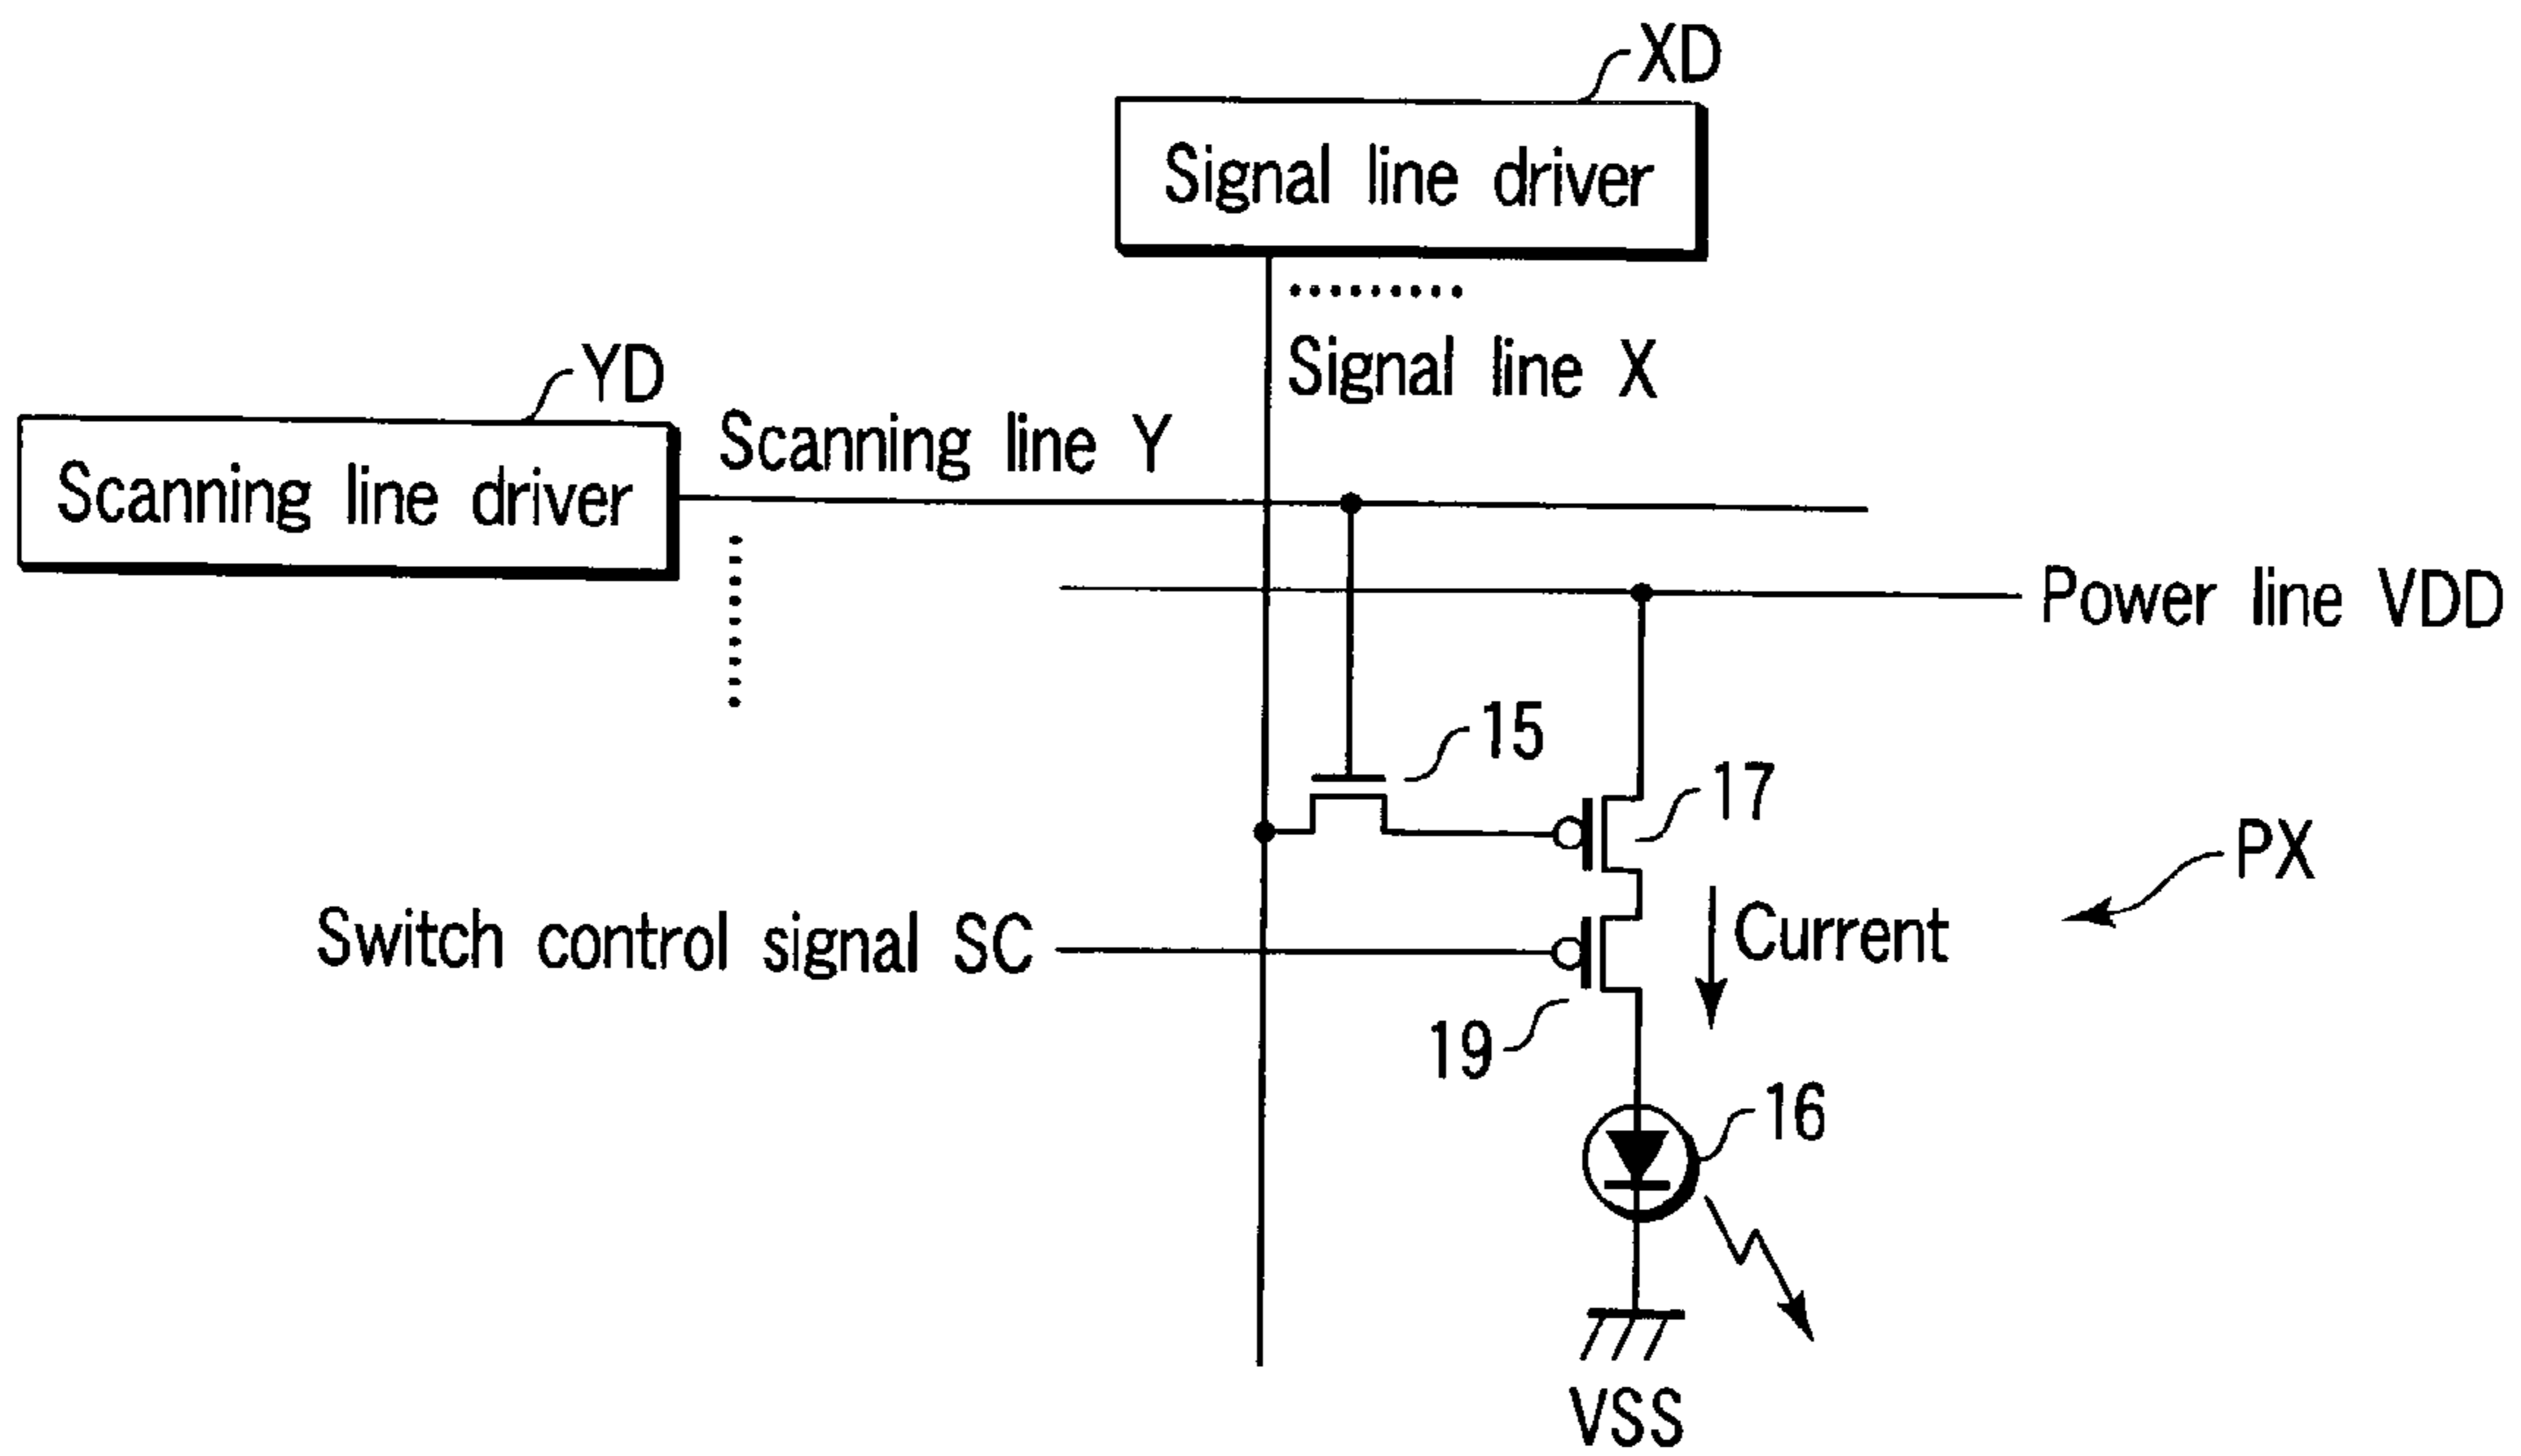 XD
Signal line driver
Signal line X
YD
Scanning line Y
Scanning line driver
Power line VDD
15
17
PX
Switch control signal SC
Current
19
16
VSS